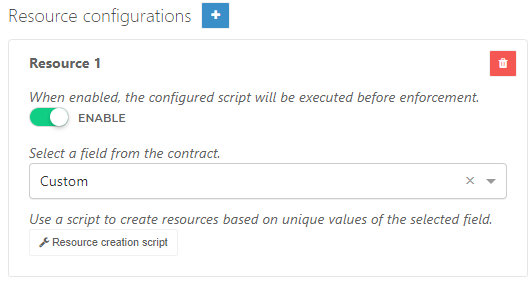 Resource configurations
Resource 1
When enabled, the configured script will be executed before enforcement.
ENABLE
Select a field from the contract.
Custom
Use a script to create resources based on unique values of the selected field.
Resource creation script